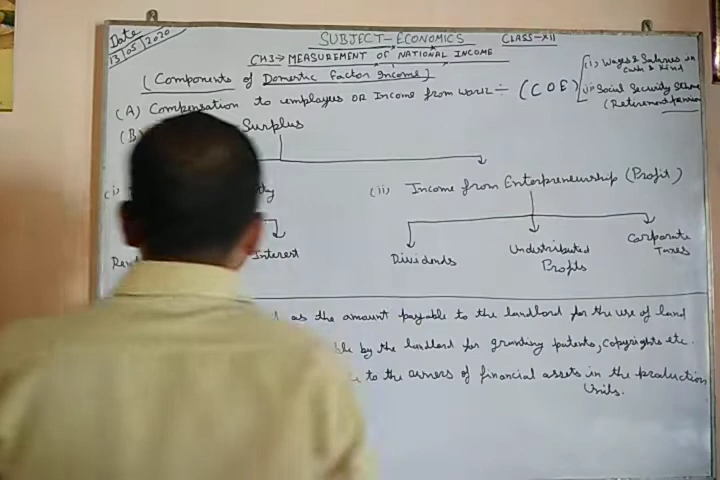 Date
13/05/2020
SUBJECT-ECONOMICS CLASS-XII
CH3→ MEASUREMENT OF NATIONAL INCOME
(Components of Domestic Factor Income)
(A) Compensation to employees OR Income from work ÷ (COE)
(i) Wages & Salaries in
cash & Kind
(ii) Social Security
(Retirement pension
(B) Surplus
(i)
(ii) Income from Enterpreneurship (Profit)
Interest
Dividends
Undistributed
Profits
Corporate
Taxes
as the amount payable to the landlord for the use of land
by the landlord for granting patents, copyrights etc.
to the owners of financial assets in the production
Units.